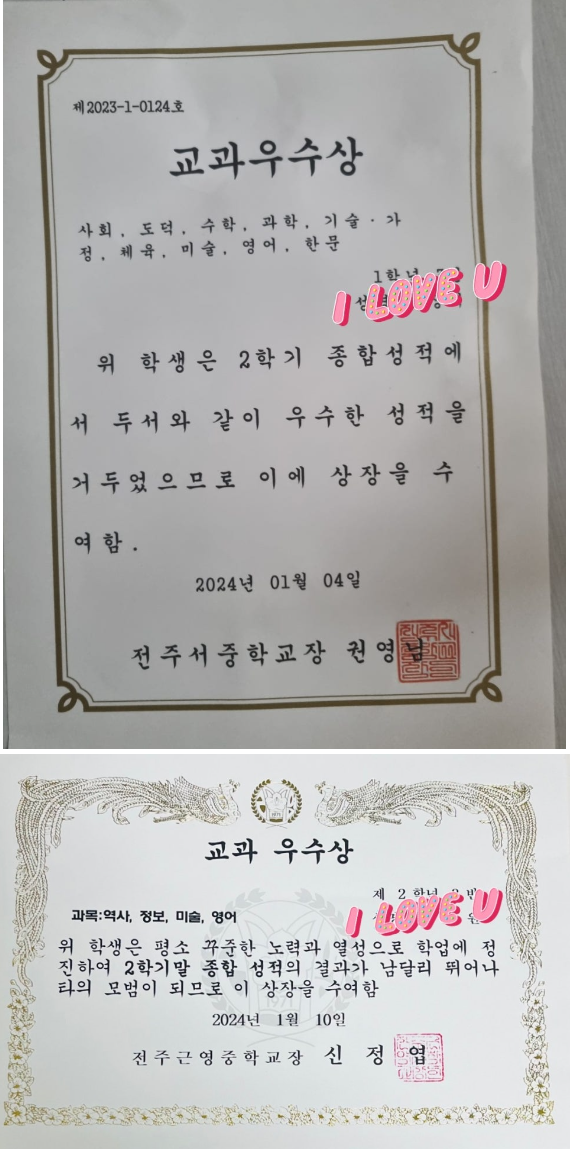 제2023-1-0124호
교과우수상
사회, 도덕, 수학, 과학, 기술·가
정, 체육, 미술, 영어, 한문
1학년
I LOVE U
위 학생은 2학기 종합성적에
서 두서와 같이 우수한 성적을
거두었으므로 이에 상장을 수
여함.
2024년 01월 04일
전주서중학교장 권영남
교과 우수상
제 2 학년
과목:역사, 정보, 미술, 영어
I LOVE U
위 학생은 평소 꾸준한 노력과 열성으로 학업에 정
진하여 2학기말 종합 성적의 결과가 남달리 뛰어나
타의 모범이 되므로 이 상장을 수여함
2024년 1월 10일
전주근영중학교장 신 정 엽